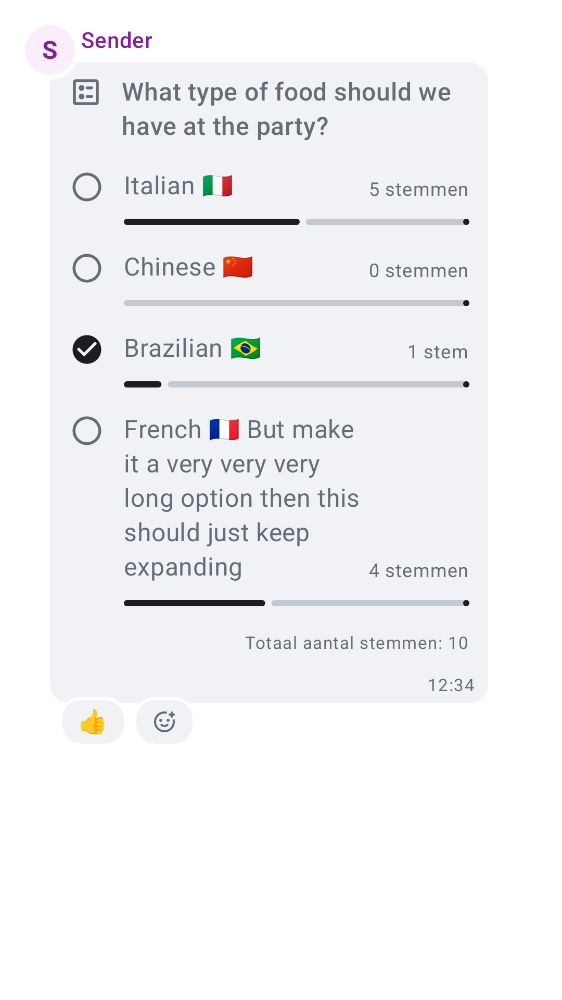 S
Sender
What type of food should we
have at the party?
Italian 🇮🇹
5 stemmen
Chinese 🇨🇳
0 stemmen
Brazilian 🇧🇷
1 stem
French 🇫🇷 But make
it a very very very
long option then this
should just keep
expanding
4 stemmen
Totaal aantal stemmen: 10
12:34
👍